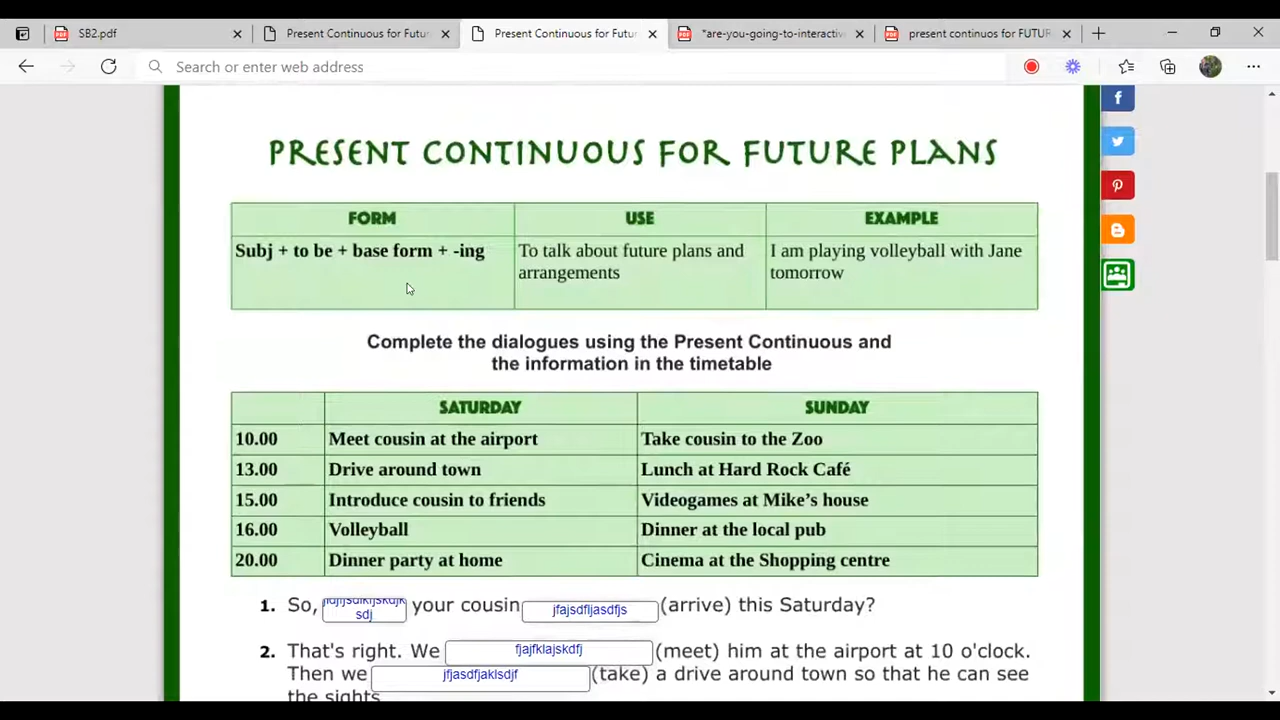 SB2.pdf
Present Continuous for Futur
Present Continuous for Futur
*are-you-going-to-interactive
present continuos for FUTUR
Search or enter web address
PRESENT CONTINUOUS FOR FUTURE PLANS
FORM USE EXAMPLE
Subj + to be + base form + -ing To talk about future plans and I am playing volleyball with Jane
arrangements tomorrow
Complete the dialogues using the Present Continuous and
the information in the timetable
SATURDAY SUNDAY
10.00 Meet cousin at the airport Take cousin to the Zoo
13.00 Drive around town Lunch at Hard Rock Café
15.00 Introduce cousin to friends Videogames at Mike's house
16.00 Volleyball Dinner at the local pub
20.00 Dinner party at home Cinema at the Shopping centre
1. So, sdj your cousin jfajsdfljasdfjs (arrive) this Saturday?
2. That's right. We fjajfklajskdfj (meet) him at the airport at 10 o'clock.
Then we jfjasdfjaklsdjf (take) a drive around town so that he can see
the sights